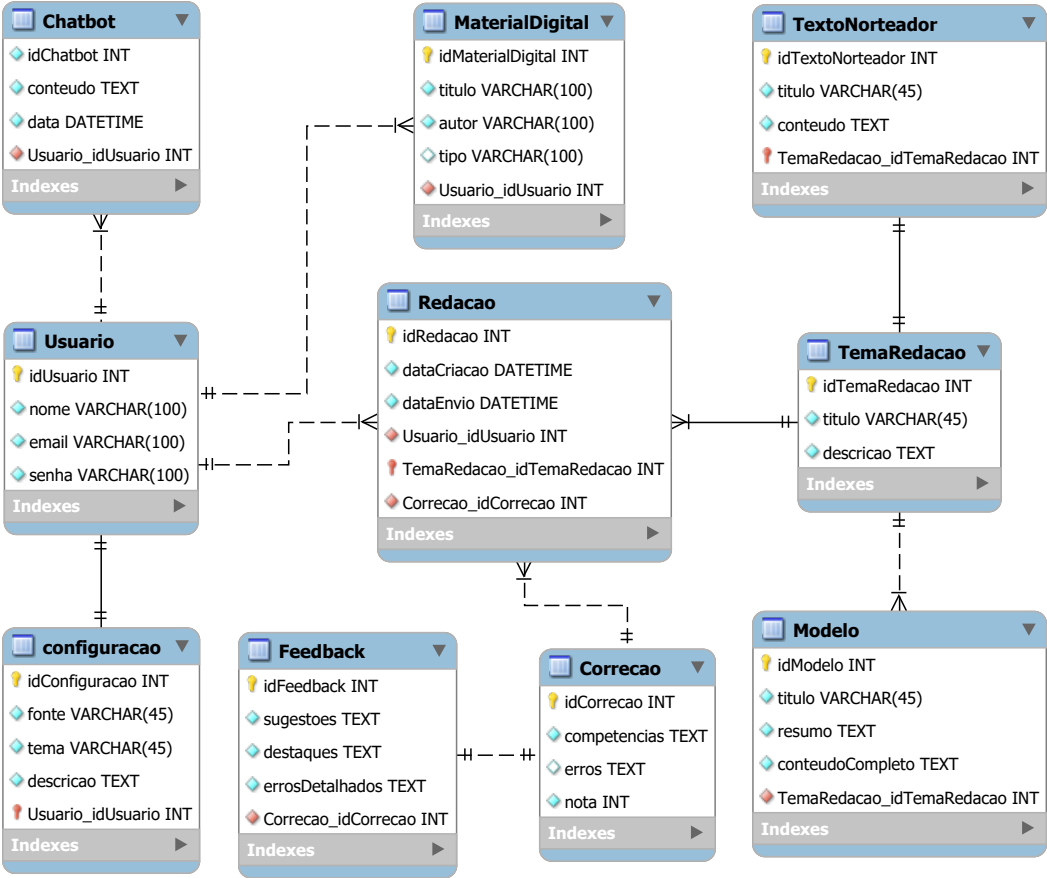 Chatbot
idChatbot INT
conteudo TEXT
data DATETIME
Usuario_idUsuario INT
Indexes
MaterialDigital
idMaterialDigital INT
titulo VARCHAR(100)
autor VARCHAR(100)
tipo VARCHAR(100)
Usuario_idUsuario INT
Indexes
TextoNorteador
idTextoNorteador INT
titulo VARCHAR(45)
conteudo TEXT
TemaRedacao_idTemaRedacao INT
Indexes
Usuario
idUsuario INT
nome VARCHAR(100)
email VARCHAR(100)
senha VARCHAR(100)
Indexes
Redacao
idRedacao INT
dataCriacao DATETIME
dataEnvio DATETIME
Usuario_idUsuario INT
TemaRedacao_idTemaRedacao INT
Correcao_idCorrecao INT
Indexes
TemaRedacao
idTemaRedacao INT
titulo VARCHAR(45)
descricao TEXT
Indexes
configuracao
idConfiguracao INT
fonte VARCHAR(45)
tema VARCHAR(45)
descricao TEXT
Usuario_idUsuario INT
Indexes
Feedback
idFeedback INT
sugestoes TEXT
destaques TEXT
errosDetalhados TEXT
Correcao_idCorrecao INT
Indexes
Correcao
idCorrecao INT
competencias TEXT
erros TEXT
nota INT
Indexes
Modelo
idModelo INT
titulo VARCHAR(45)
resumo TEXT
conteudoCompleto TEXT
TemaRedacao_idTemaRedacao INT
Indexes